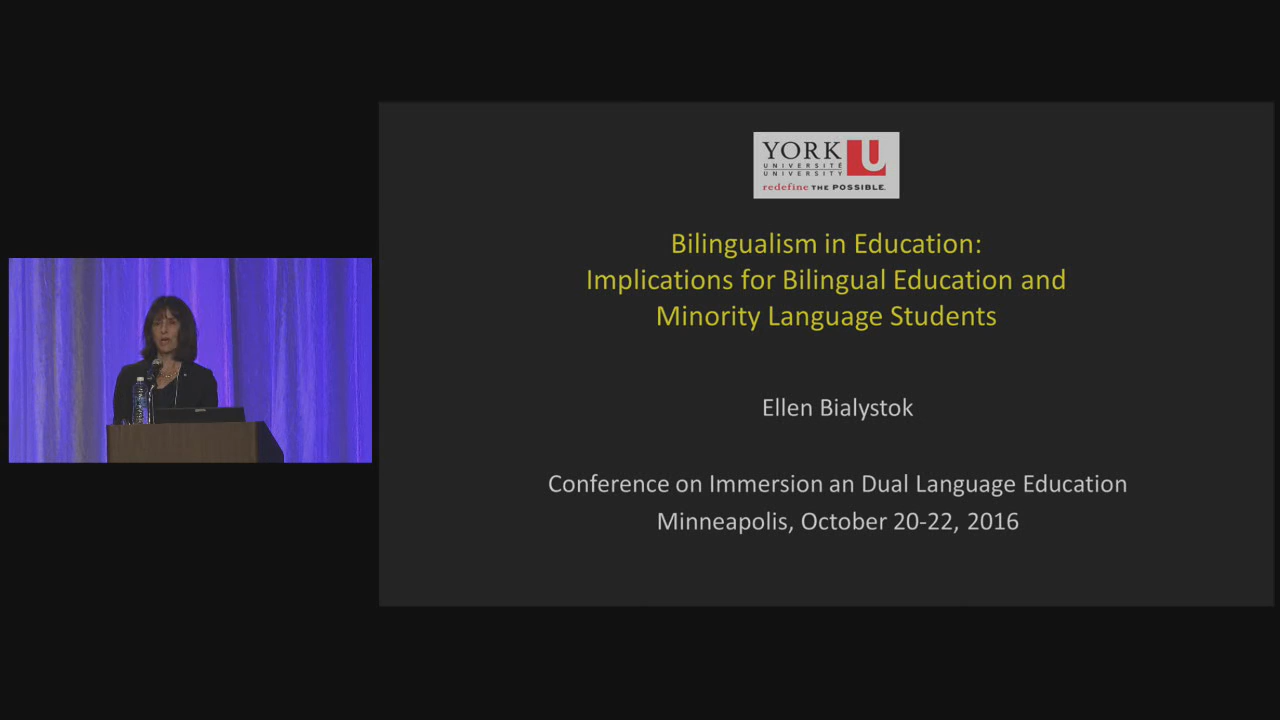 YORK U
UNIVERSITÉ
UNIVERSITY
redefine THE POSSIBLE.
Bilingualism in Education:
Implications for Bilingual Education and
Minority Language Students
Ellen Bialystok
Conference on Immersion an Dual Language Education
Minneapolis, October 20-22, 2016